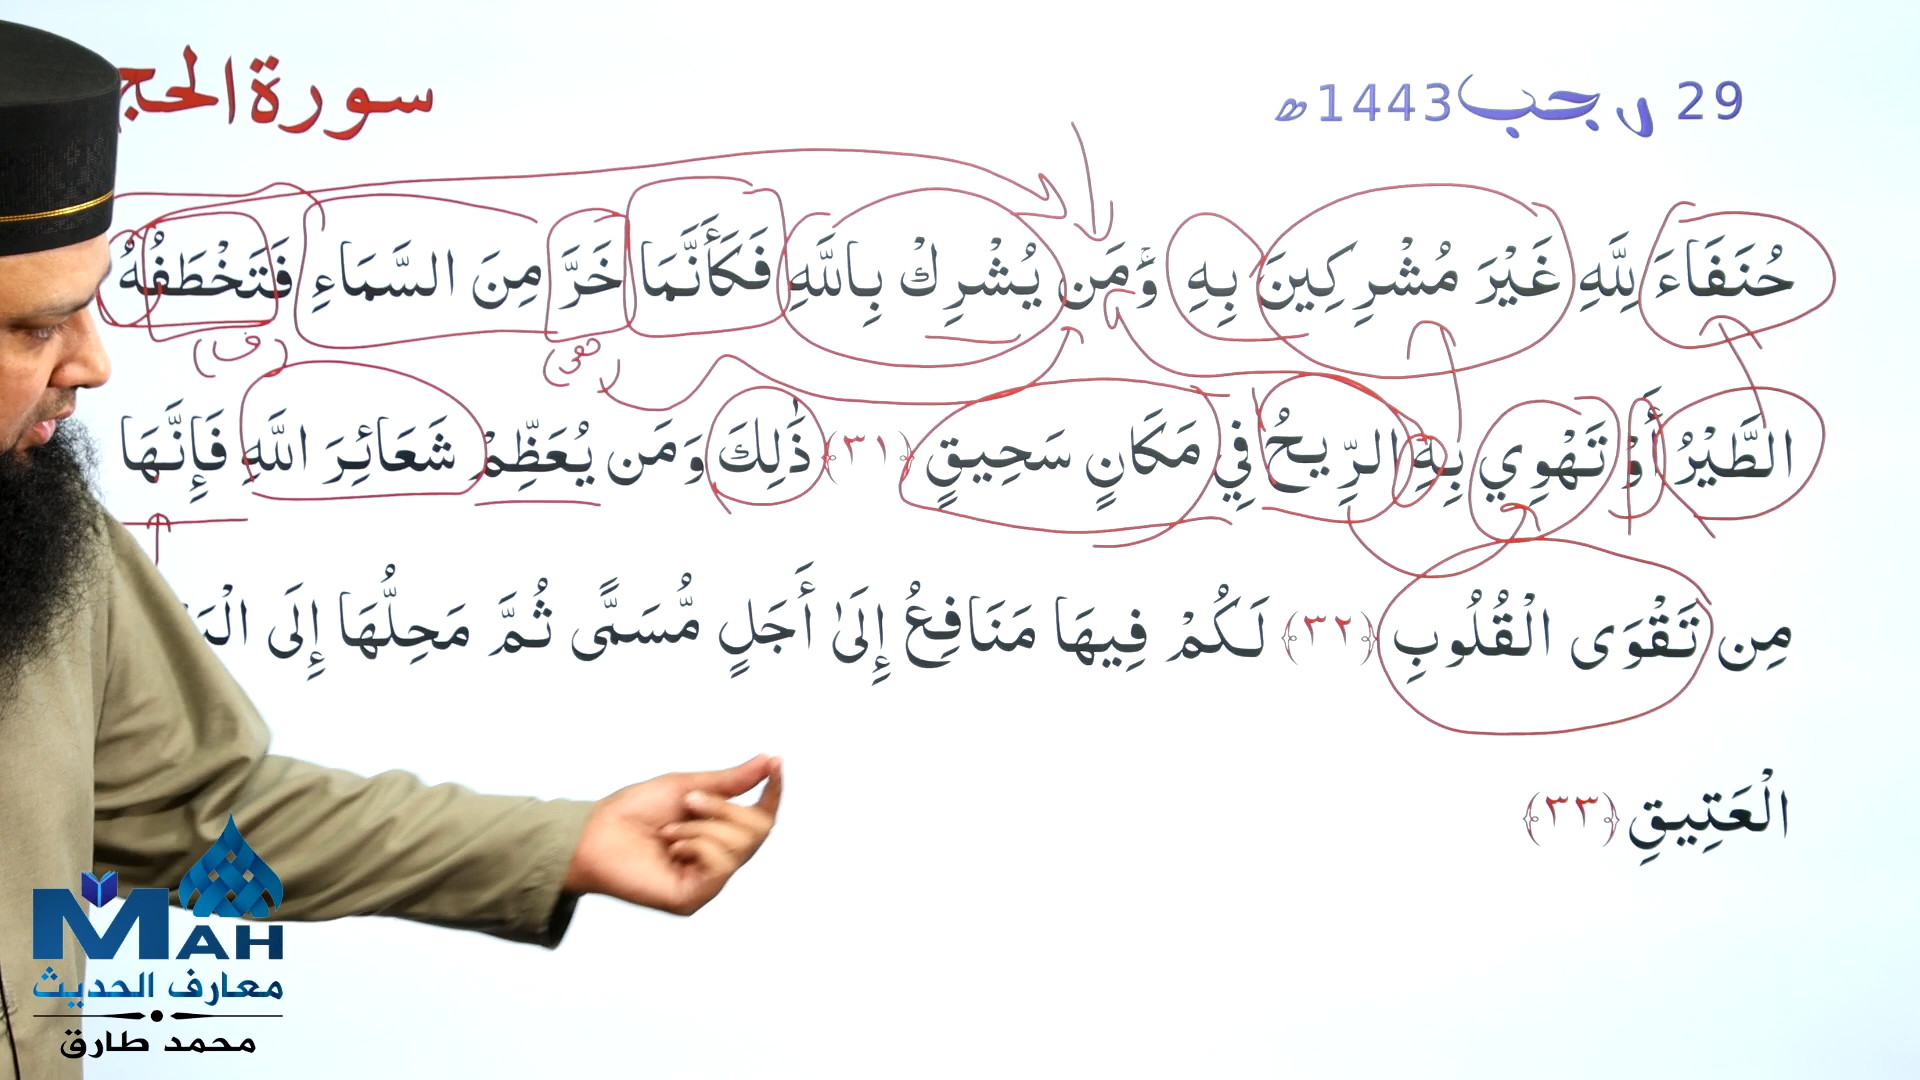 29 رجب 1443ھ
سورة الحج
حُنَفَاءَ لِلَّهِ غَيْرَ مُشْرِكِينَ بِهِ ۚ وَمَن يُشْرِكْ بِاللَّهِ فَكَأَنَّمَا خَرَّ مِنَ السَّمَاءِ فَتَخْطَفُهُ
الطَّيْرُ أَوْ تَهْوِي بِهِ الرِّيحُ فِي مَكَانٍ سَحِيقٍ ﴿٣١﴾ ذَٰلِكَ وَمَن يُعَظِّمْ شَعَائِرَ اللَّهِ فَإِنَّهَا
مِن تَقْوَى الْقُلُوبِ ﴿٣٢﴾ لَكُمْ فِيهَا مَنَافِعُ إِلَىٰ أَجَلٍ مُّسَمًّى ثُمَّ مَحِلُّهَا إِلَى
الْعَتِيقِ ﴿٣٣﴾
MAH
معارف الحديث
محمد طارق